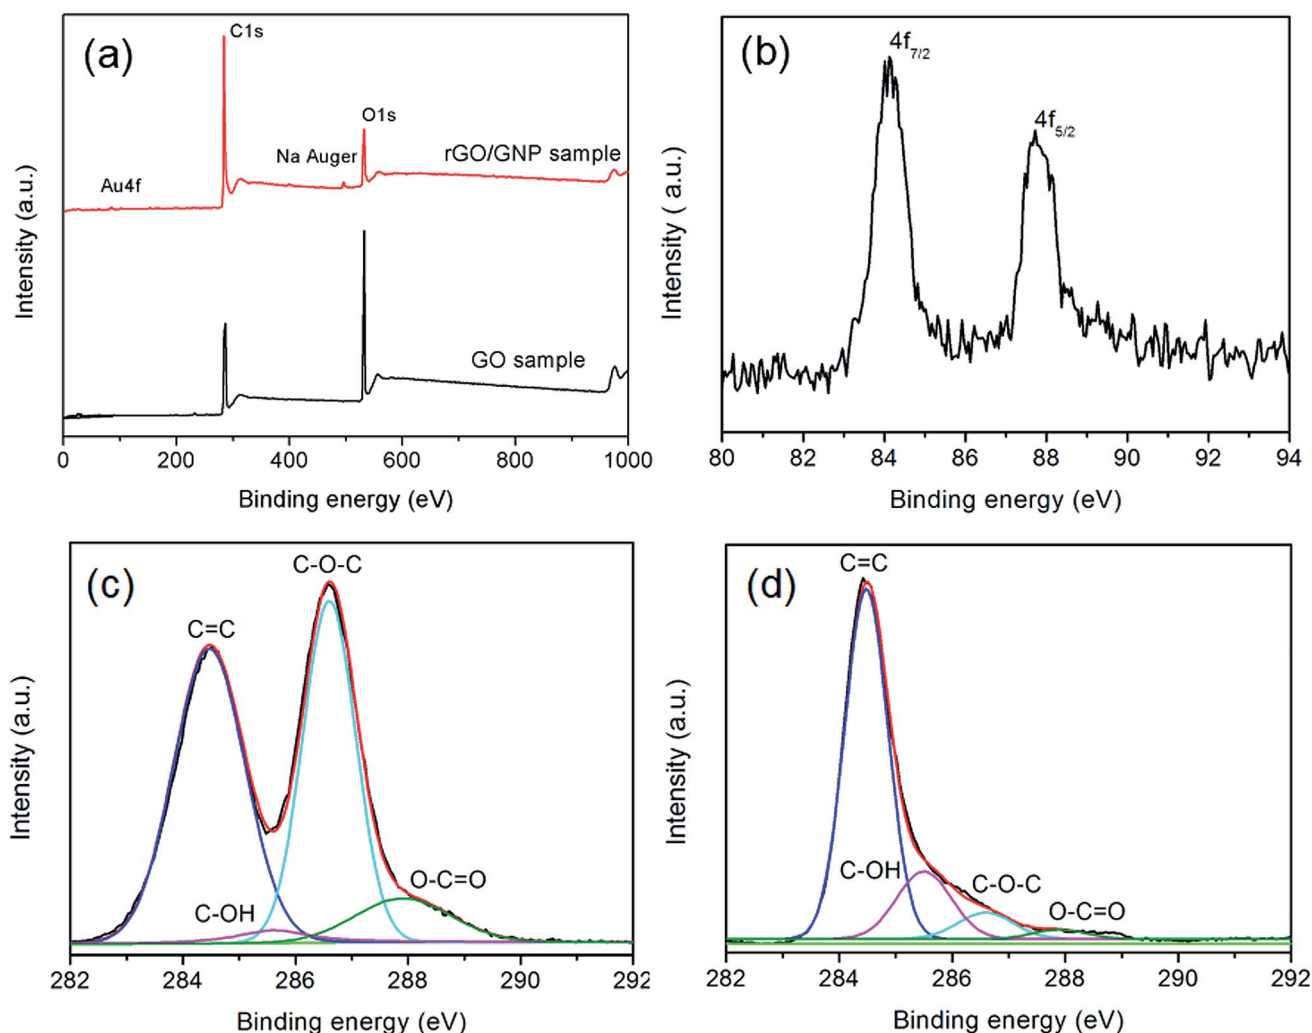 (a)
C1s
O1s
Na Auger
rGO/GNP sample
Au4f
GO sample
Intensity (a.u.)
0 200 400 600 800 1000
Binding energy (eV)
(b)
4f7/2
4f5/2
Intensity ( a.u.)
80 82 84 86 88 90 92 94
Binding energy (eV)
(c)
C-O-C
C=C
O-C=O
C-OH
Intensity (a.u.)
282 284 286 288 290 292
Binding energy (eV)
(d)
C=C
C-OH
C-O-C
O-C=O
Intensity (a.u.)
282 284 286 288 290 292
Binding energy (eV)